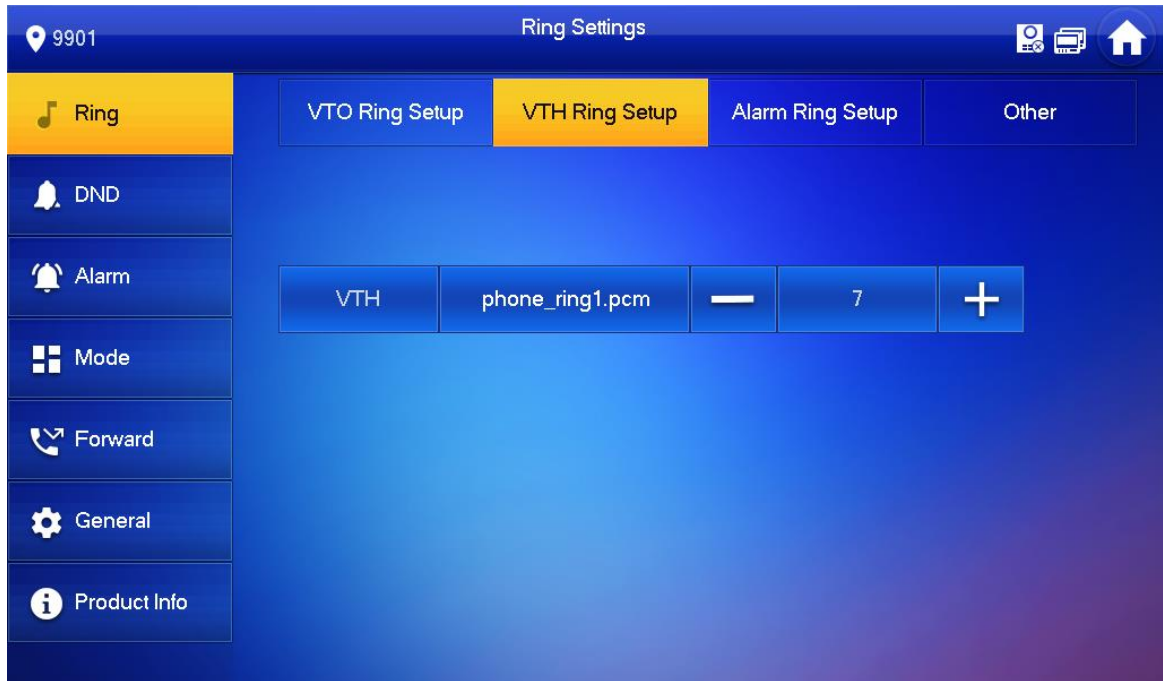 9901
Ring Settings
Ring
VTO Ring Setup
VTH Ring Setup
Alarm Ring Setup
Other
DND
Alarm
VTH
phone_ring1.pcm
7
Mode
Forward
General
Product Info